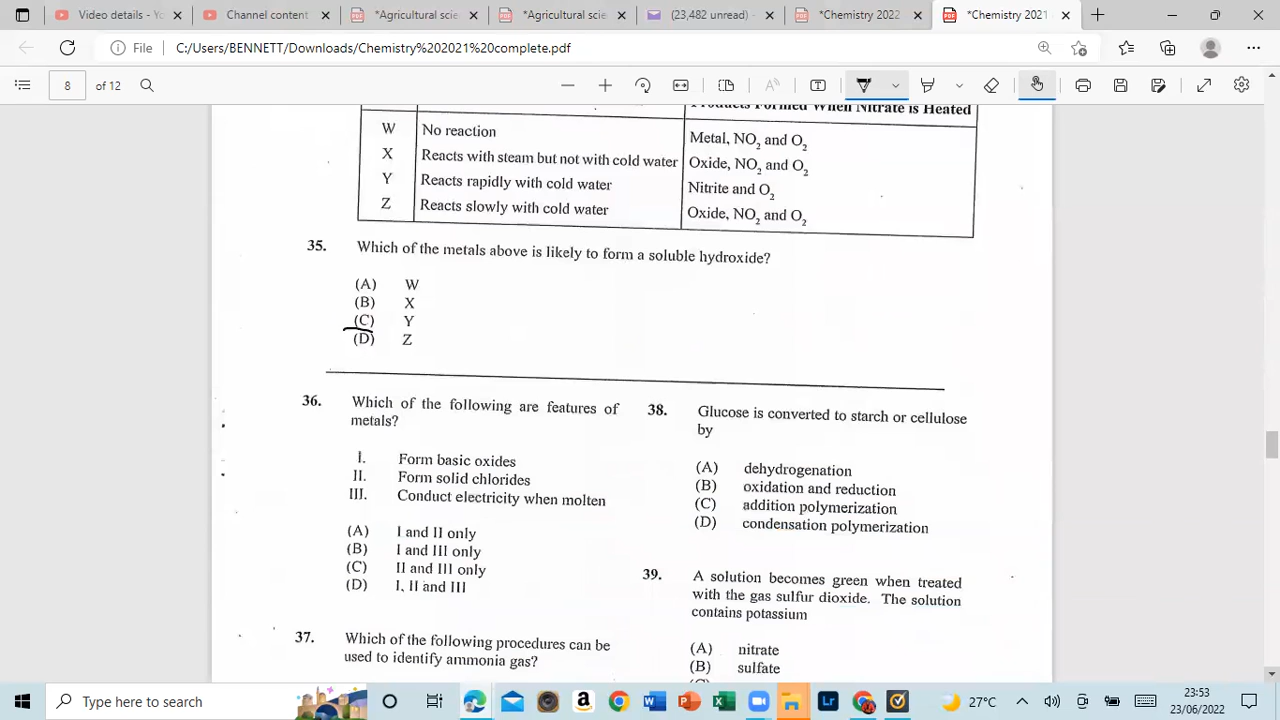 Video details - Y
Channel content
*Agriculture scie
*Agricultural scie
(23,482 unread) -
*Chemistry 2022
*Chemistry 2021
File
C:/Users/BENNETT/Downloads/Chemistry%202021%20complete.pdf
8 of 12
Products Formed When Nitrate is Heated
W No reaction Metal, NO₂ and O₂
X Reacts with steam but not with cold water Oxide, NO₂ and O₂
Y Reacts rapidly with cold water Nitrite and O₂
Z Reacts slowly with cold water Oxide, NO₂ and O₂
35. Which of the metals above is likely to form a soluble hydroxide?
(A) W
(B) X
(C) Y
(D) Z
36. Which of the following are features of
metals?
I. Form basic oxides
II. Form solid chlorides
III. Conduct electricity when molten
(A) I and II only
(B) I and III only
(C) II and III only
(D) I, II and III
37. Which of the following procedures can be
used to identify ammonia gas?
38. Glucose is converted to starch or cellulose
by
(A) dehydrogenation
(B) oxidation and reduction
(C) addition polymerization
(D) condensation polymerization
39. A solution becomes green when treated
with the gas sulfur dioxide. The solution
contains potassium
(A) nitrate
(B) sulfate
Type here to search
27°C
23:53
23/06/2022